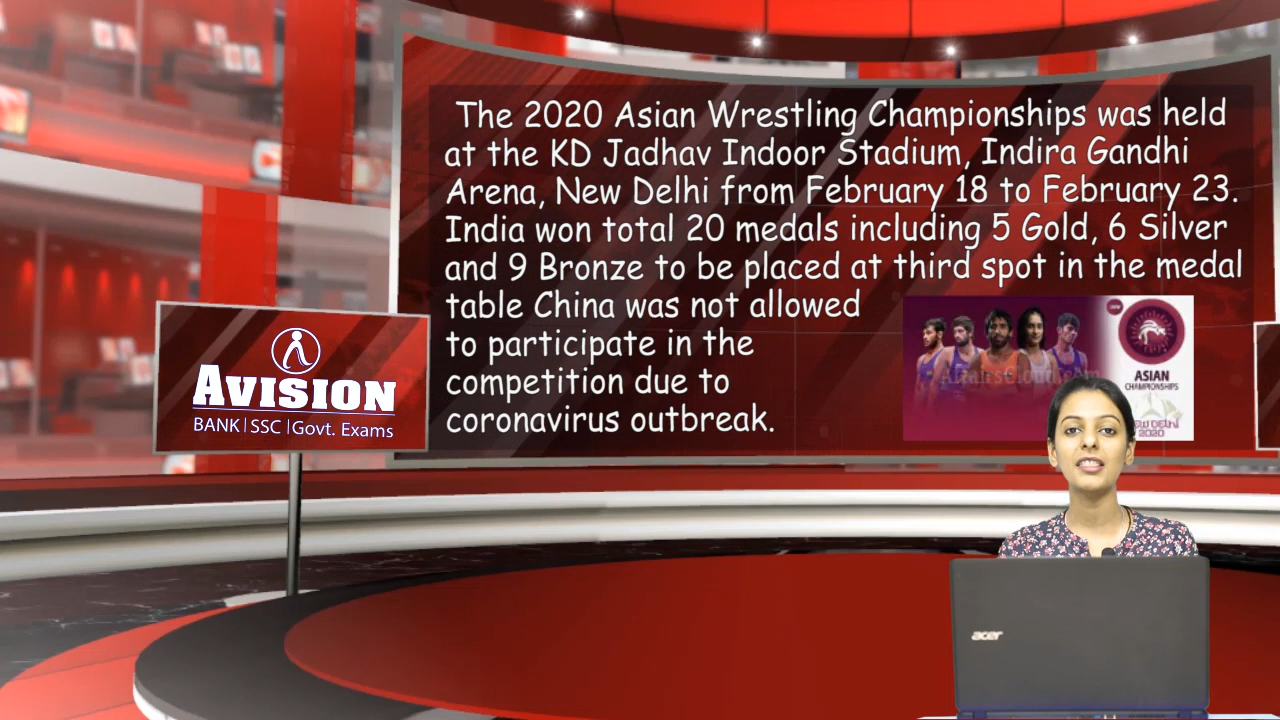 The 2020 Asian Wrestling Championships was held
at the KD Jadhav Indoor Stadium, Indira Gandhi
Arena, New Delhi from February 18 to February 23.
India won total 20 medals including 5 Gold, 6 Silver
and 9 Bronze to be placed at third spot in the medal
table China was not allowed
to participate in the
competition due to
coronavirus outbreak.
AffairsCloud.com
ASIAN
CHAMPIONSHIPS
DELHI
2020
AVISION
BANK|SSC|Govt. Exams
acer